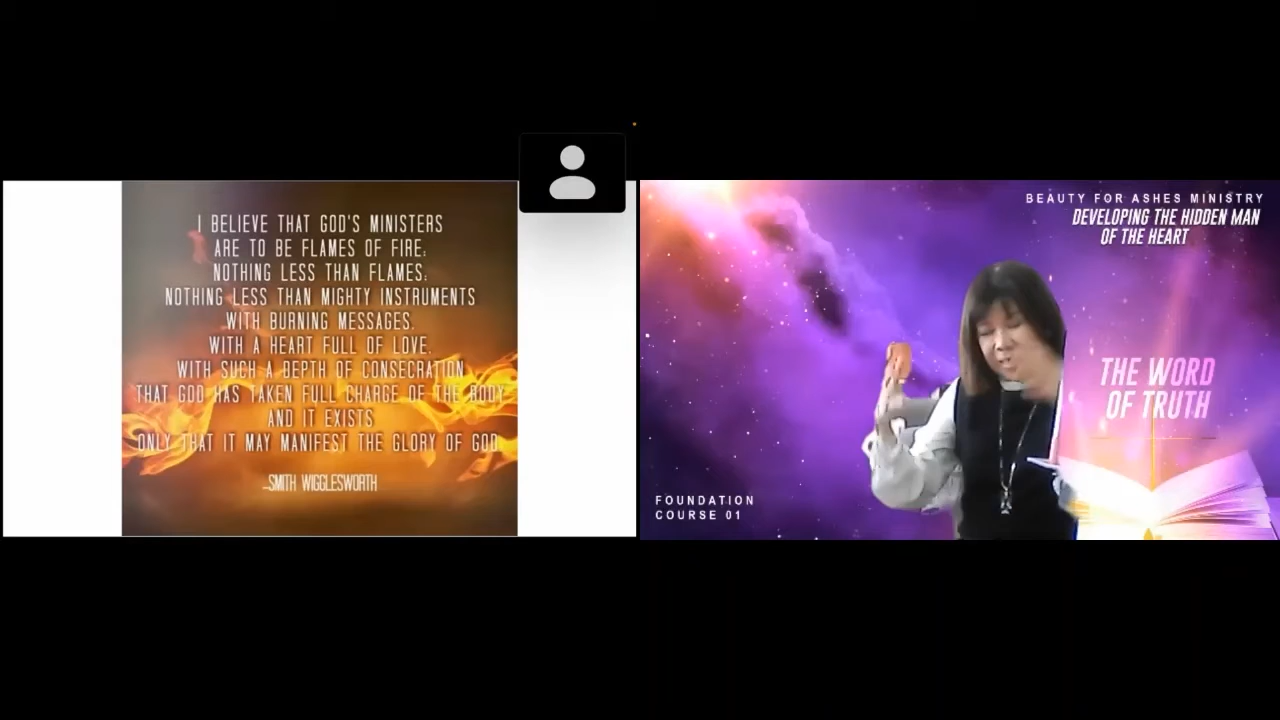 I BELIEVE THAT GOD'S MINISTERS
ARE TO BE FLAMES OF FIRE;
NOTHING LESS THAN FLAMES;
NOTHING LESS THAN MIGHTY INSTRUMENTS
WITH BURNING MESSAGES,
WITH A HEART FULL OF LOVE,
WITH SUCH A DEPTH OF CONSECRATION
THAT GOD HAS TAKEN FULL CHARGE OF THE BODY
AND IT EXISTS
ONLY THAT IT MAY MANIFEST THE GLORY OF GOD.
_SMITH WIGGLESWORTH
BEAUTY FOR ASHES MINISTRY
DEVELOPING THE HIDDEN MAN
OF THE HEART
THE WORD
OF TRUTH
FOUNDATION
COURSE 01